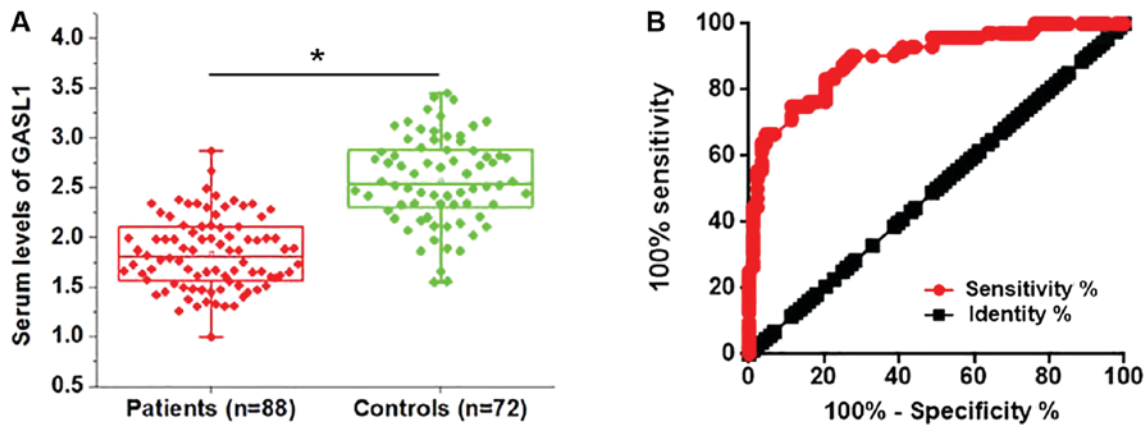 A
Serum levels of GASL1
4.0
3.5
3.0
2.5
2.0
1.5
1.0
0.5
*
Patients (n=88)
Controls (n=72)
B
100% sensitivity
100
80
60
40
20
0
Sensitivity %
Identity %
0 20 40 60 80 100
100% - Specificity %